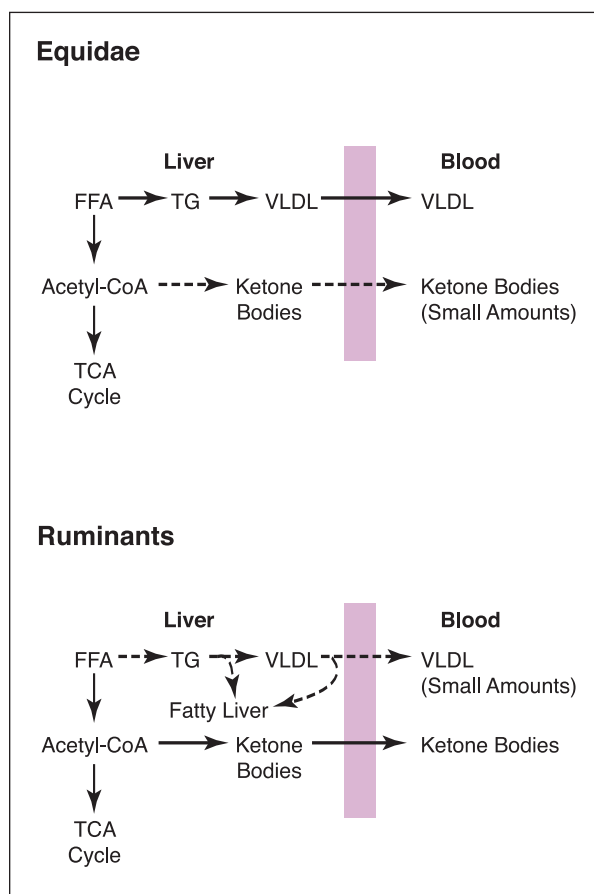 Equidae
Liver Blood
FFA TG VLDL VLDL
Acetyl-CoA Ketone Ketone Bodies
Bodies (Small Amounts)
TCA
Cycle
Ruminants
Liver Blood
FFA TG VLDL VLDL
(Small Amounts)
Fatty Liver
Acetyl-CoA Ketone Ketone Bodies
Bodies
TCA
Cycle